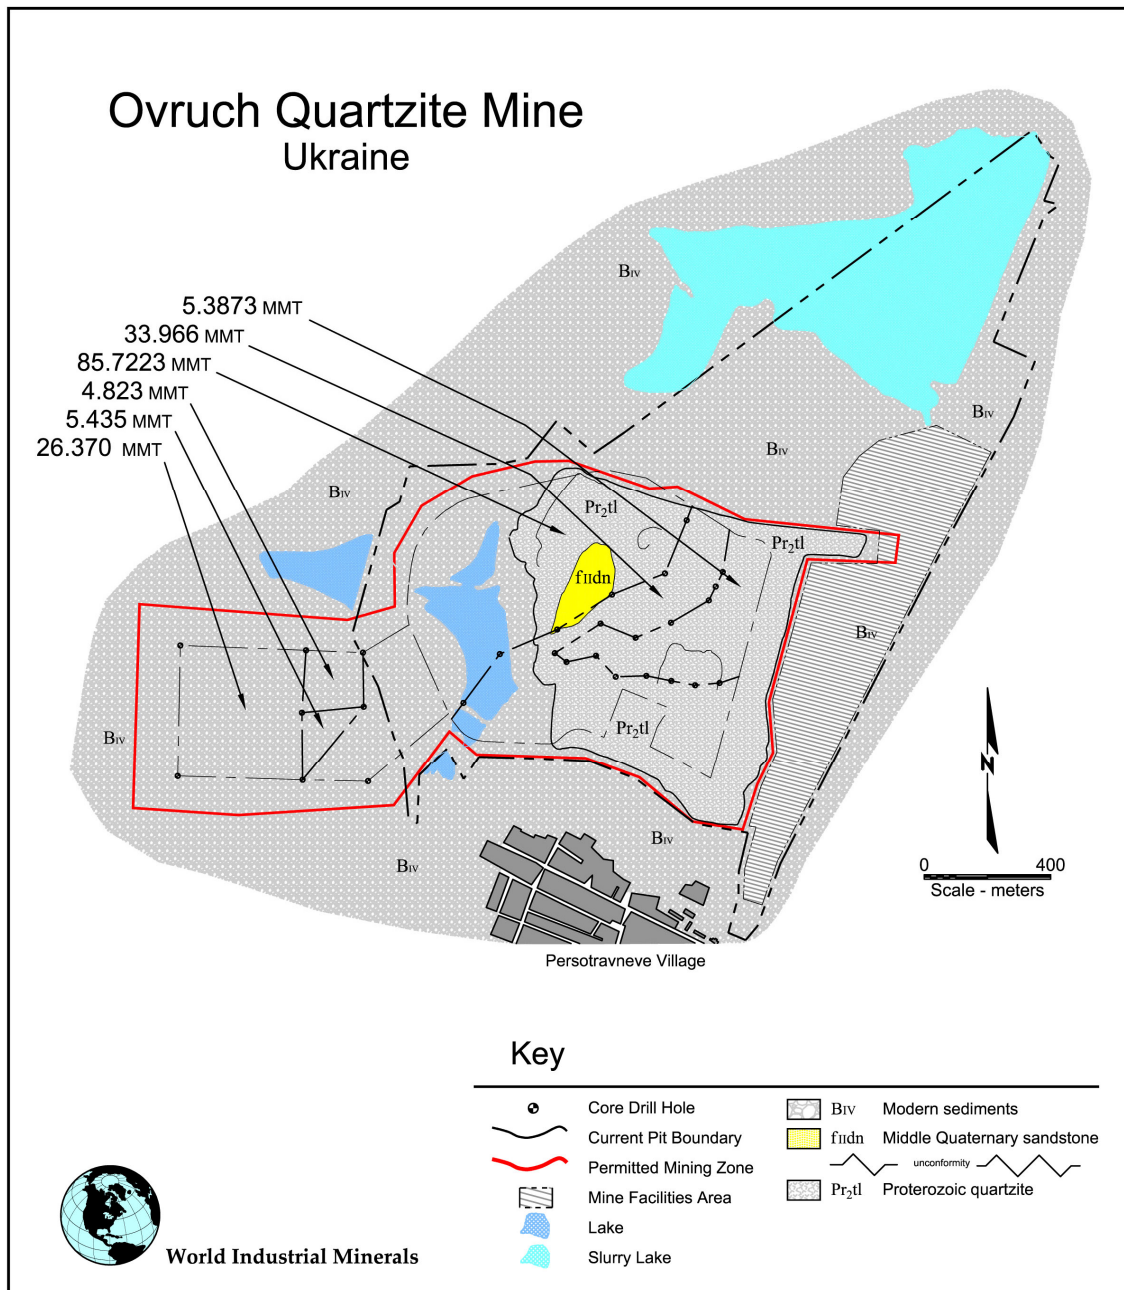 Ovruch Quartzite Mine
Ukraine
BIV
5.3873 MMT
33.966 MMT
85.7223 MMT
4.823 MMT
5.435 MMT
26.370 MMT
BIV
BIV
BIV
Pr2tl
Pr2tl
fIIdn
BIV
Pr2tl
BIV
BIV
BIV
N
0 400
Scale - meters
Persotravneve Village
Key
Core Drill Hole
Current Pit Boundary
Permitted Mining Zone
Mine Facilities Area
Lake
Slurry Lake
BIV Modern sediments
fIIdn Middle Quaternary sandstone
unconformity
Pr2tl Proterozoic quartzite
World Industrial Minerals